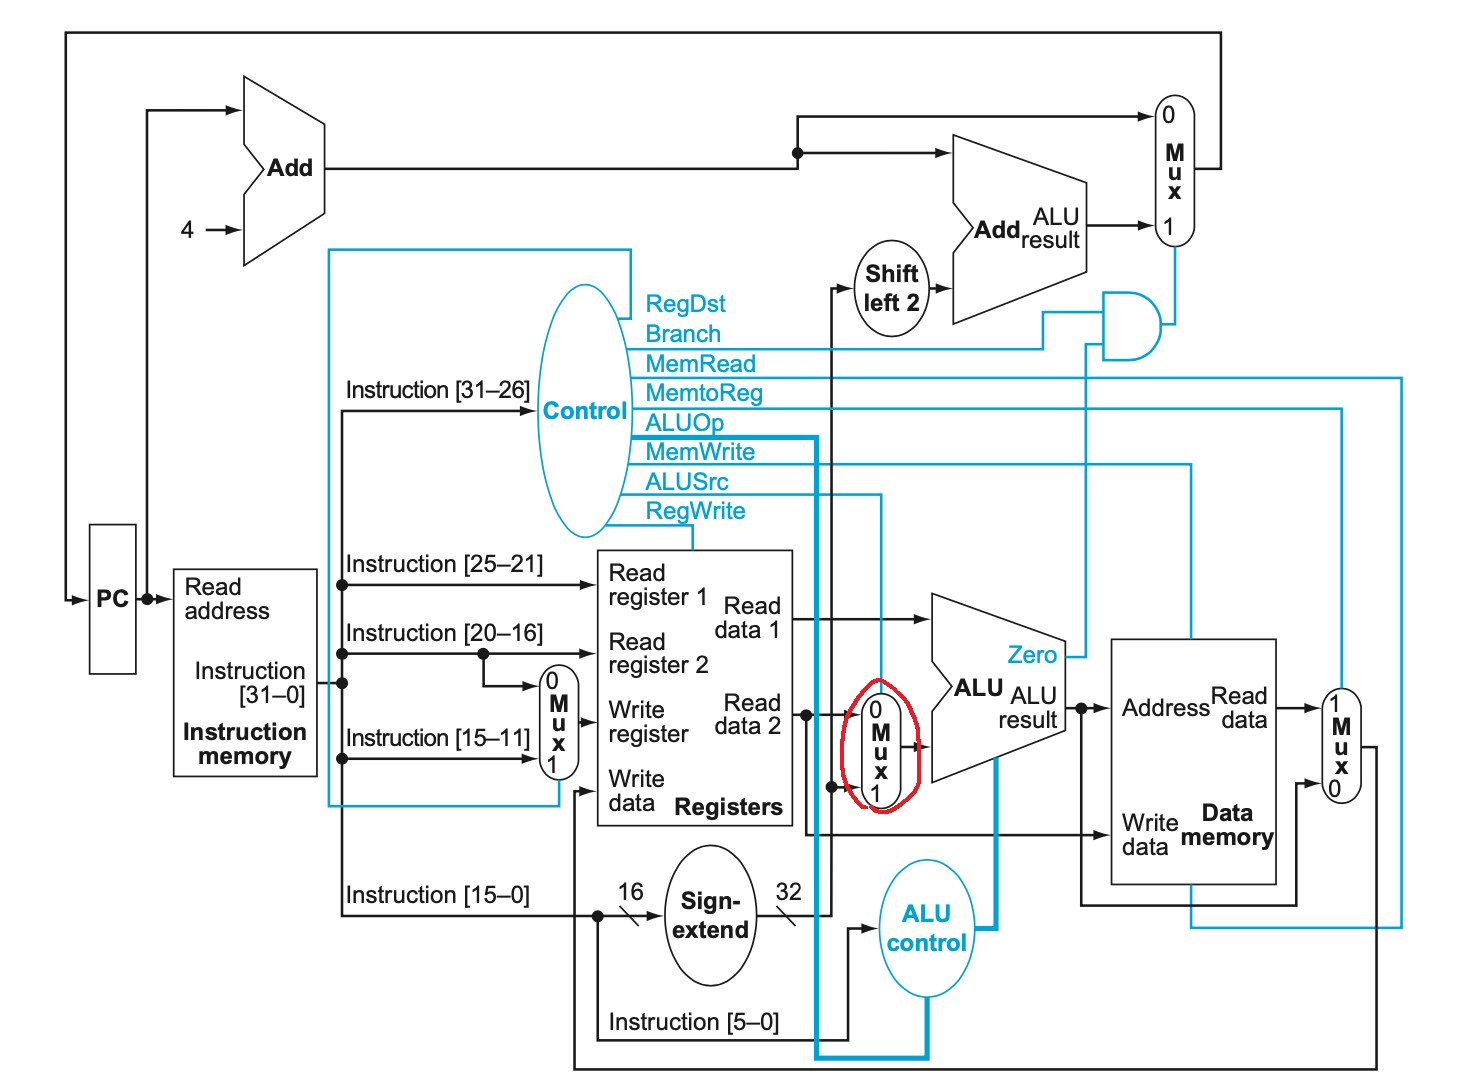 0
M
u
x
1
Add
4
Add
ALU
result
Shift
left 2
RegDst
Branch
MemRead
MemtoReg
ALUOp
MemWrite
ALUSrc
RegWrite
Control
Instruction [31–26]
Instruction [25–21]
Instruction [20–16]
Instruction [15–11]
Instruction [15–0]
Instruction [5–0]
PC
Read
address
Instruction
[31–0]
Instruction
memory
0
M
u
x
1
Read
register 1
Read
register 2
Write
register
Write
data
Read
data 1
Read
data 2
Registers
0
M
u
x
1
Zero
ALU
ALU
result
Address
Read
data
Write
data
Data
memory
1
M
u
x
0
16
Sign-
extend
32
ALU
control